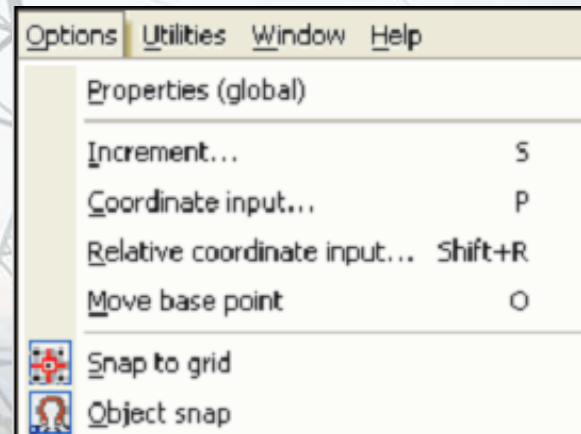 Options Utilities Window Help
Properties (global)
Increment... S
Coordinate input... P
Relative coordinate input... Shift+R
Move base point O
Snap to grid
Object snap